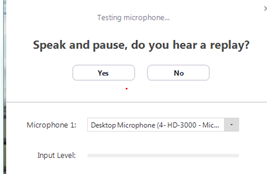 Testing microphone...
Speak and pause, do you hear a replay?
Yes No
Microphone 1: Desktop Microphone (4- HD-3000 - Mic...
Input Level: